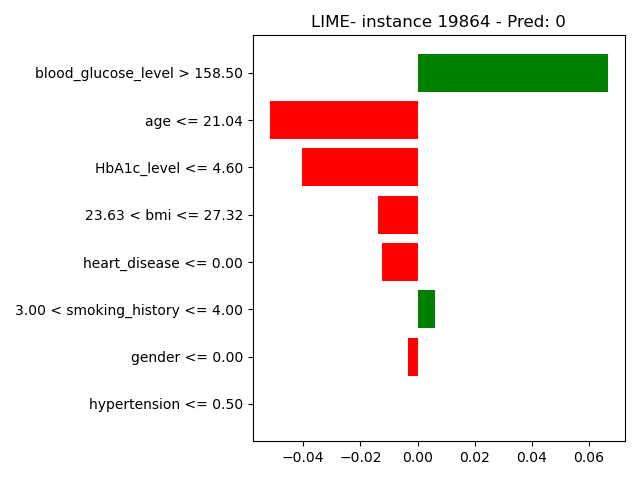 LIME- instance 19864 - Pred: 0
blood_glucose_level > 158.50
age <= 21.04
HbA1c_level <= 4.60
23.63 < bmi <= 27.32
heart_disease <= 0.00
3.00 < smoking_history <= 4.00
gender <= 0.00
hypertension <= 0.50
−0.04 −0.02 0.00 0.02 0.04 0.06